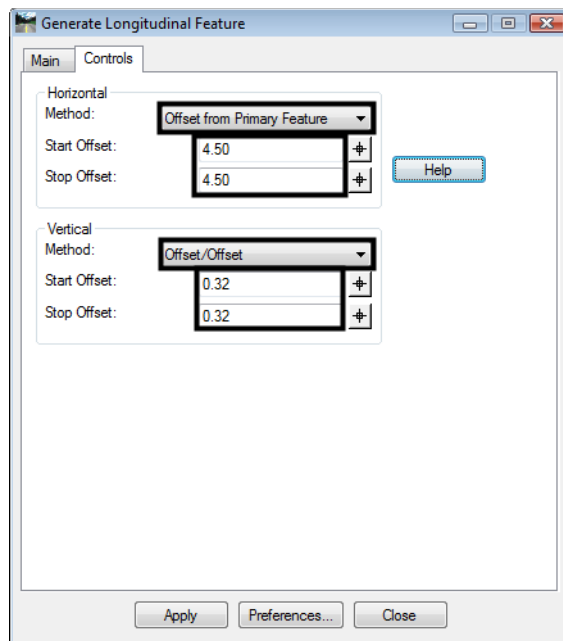 Generate Longitudinal Feature
Main Controls
Horizontal
Method: Offset from Primary Feature
Start Offset: 4.50
Stop Offset: 4.50
Help
Vertical
Method: Offset/Offset
Start Offset: 0.32
Stop Offset: 0.32
Apply Preferences... Close